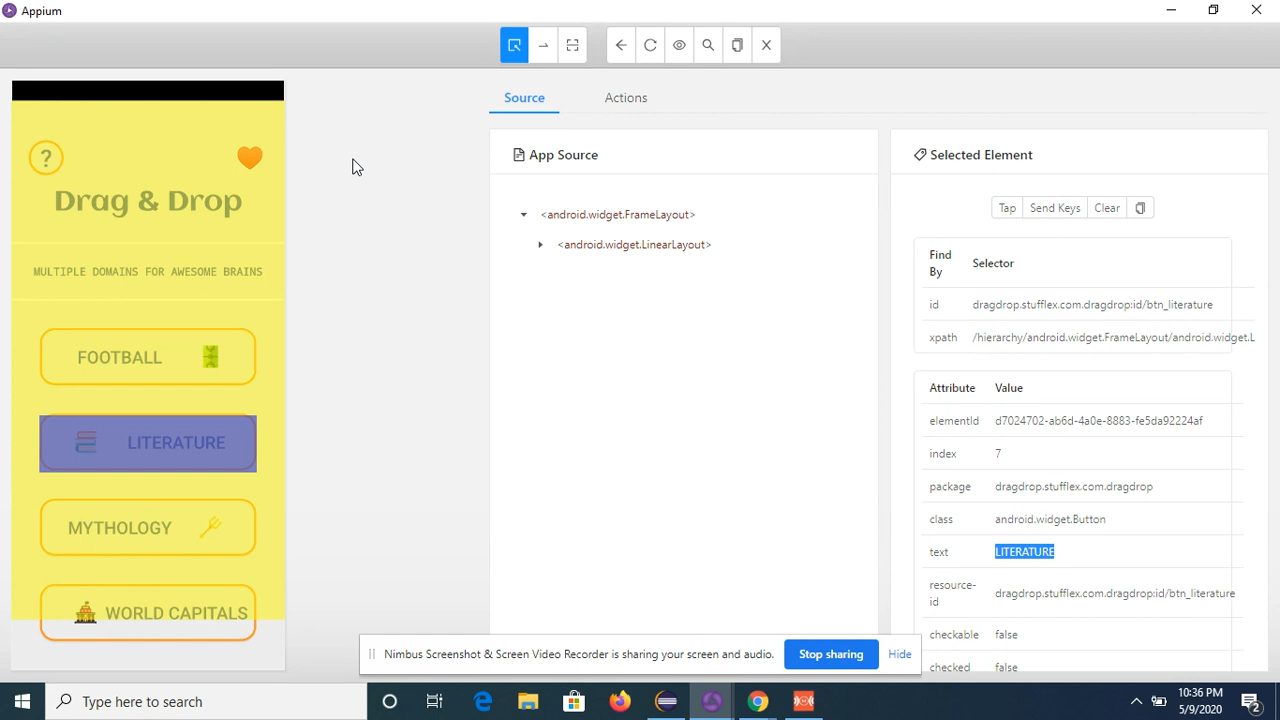 Appium
Source
Actions
App Source
<android.widget.FrameLayout>
<android.widget.LinearLayout>
Selected Element
Tap
Send Keys
Clear
Find By
Selector
id
dragdrop.stufflex.com.dragdrop:id/btn_literature
xpath
/hierarchy/android.widget.FrameLayout/android.widget.L
Attribute
Value
elementId
d7024702-ab6d-4a0e-8883-fe5da92224af
index
7
package
dragdrop.stufflex.com.dragdrop
class
android.widget.Button
text
LITERATURE
resource-
id
dragdrop.stufflex.com.dragdrop:id/btn_literature
checkable
false
checked
false
?
Drag & Drop
MULTIPLE DOMAINS FOR AWESOME BRAINS
FOOTBALL
LITERATURE
MYTHOLOGY
WORLD CAPITALS
Nimbus Screenshot & Screen Video Recorder is sharing your screen and audio.
Stop sharing
Hide
Type here to search
10:36 PM
5/9/2020
2